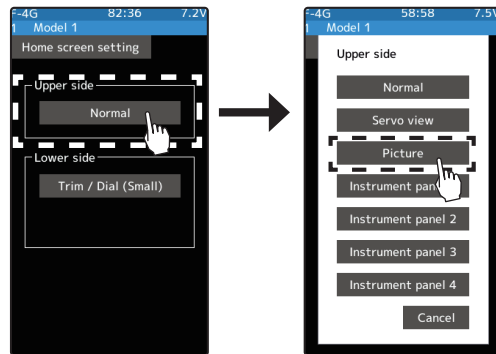 F-4G 82:36 7.2V
1 Model 1
Home screen setting
Upper side
Normal
Lower side
Trim / Dial (Small)
F-4G 58:58 7.5V
1 Model 1
Upper side
Normal
Servo view
Picture
Instrument pan
Instrument panel 2
Instrument panel 3
Instrument panel 4
Cancel